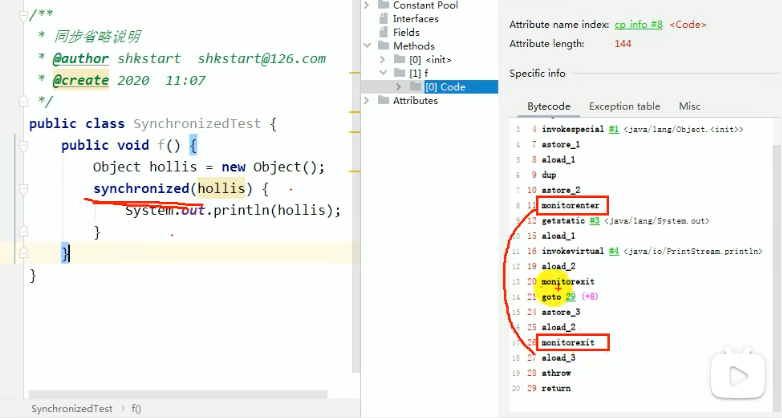 /**
* 同步省略说明
* @author shkstart shkstart@126.com
* @create 2020 11:07
*/
public class SynchronizedTest {
public void f() {
Object hollis = new Object();
synchronized(hollis) {
System.out.println(hollis);
}
}
}
SynchronizedTest › f()
Constant Pool
Interfaces
Fields
Methods
[0] <init>
[1] f
[0] Code
Attributes
Attribute name index: cp info #8 <Code>
Attribute length: 144
Specific info
Bytecode Exception table Misc
3 4 invokespecial #1 <java/lang/Object.<init>>
4 7 astore_1
5 8 aload_1
6 9 dup
7 10 astore_2
8 11 monitorenter
9 12 getstatic #3 <java/lang/System.out>
10 15 aload_1
11 16 invokevirtual #4 <java/io/PrintStream.println>
12 19 aload_2
13 20 monitorexit
14 21 goto 29 (+8)
15 24 astore_3
16 25 aload_2
17 26 monitorexit
18 27 aload_3
19 28 athrow
20 29 return